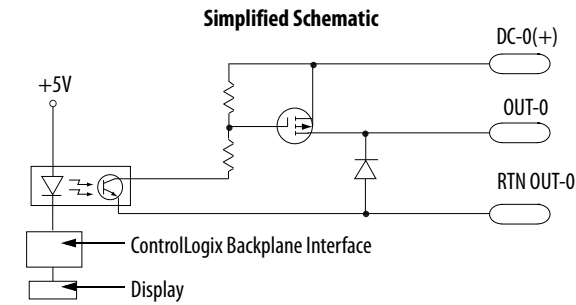 Simplified Schematic
DC-0(+)
+5V
OUT-0
RTN OUT-0
ControlLogix Backplane Interface
Display